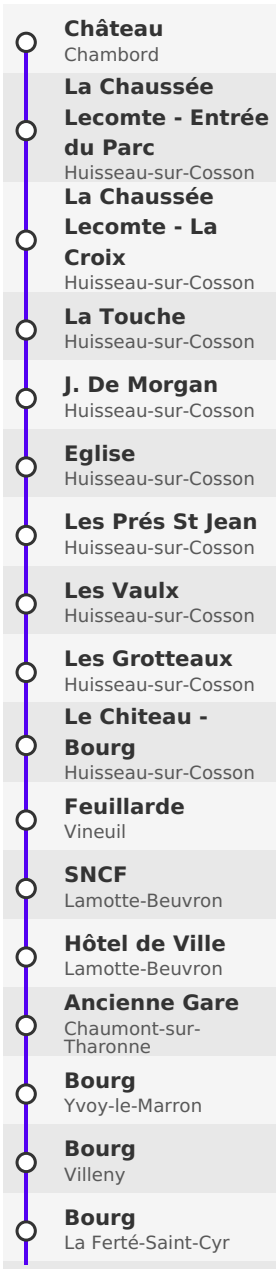 Château
Chambord
La Chaussée
Lecomte - Entrée
du Parc
Huisseau-sur-Cosson
La Chaussée
Lecomte - La
Croix
Huisseau-sur-Cosson
La Touche
Huisseau-sur-Cosson
J. De Morgan
Huisseau-sur-Cosson
Eglise
Huisseau-sur-Cosson
Les Prés St Jean
Huisseau-sur-Cosson
Les Vaulx
Huisseau-sur-Cosson
Les Grotteaux
Huisseau-sur-Cosson
Le Chiteau -
Bourg
Huisseau-sur-Cosson
Feuillarde
Vineuil
SNCF
Lamotte-Beuvron
Hôtel de Ville
Lamotte-Beuvron
Ancienne Gare
Chaumont-sur-
Tharonne
Bourg
Yvoy-le-Marron
Bourg
Villeny
Bourg
La Ferté-Saint-Cyr